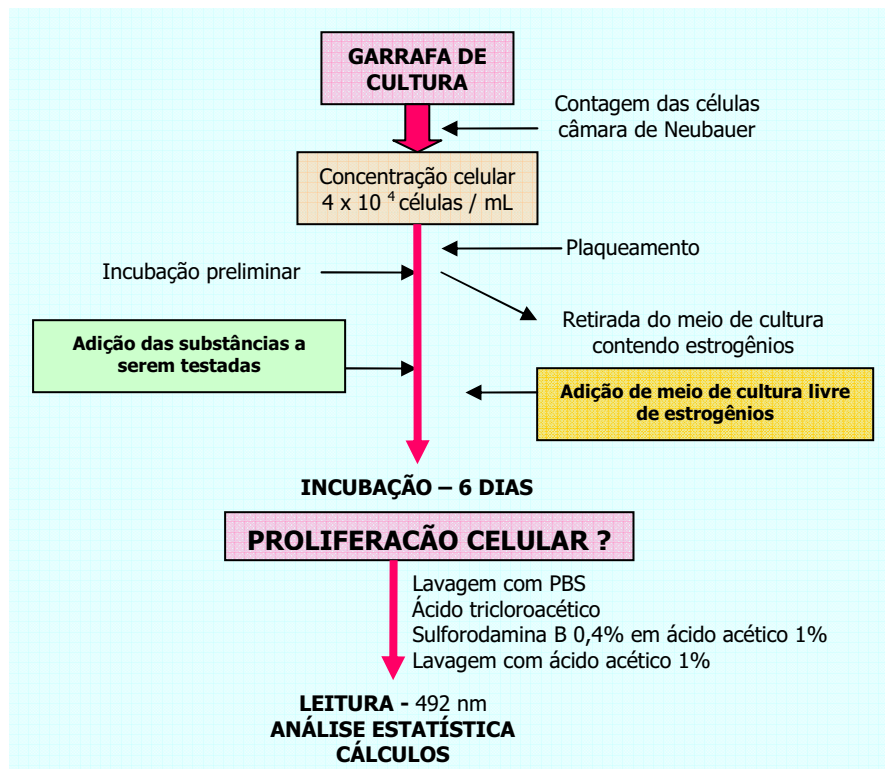 GARRAFA DE
CULTURA
Contagem das células
câmara de Neubauer
Concentração celular
4 x 10 ⁴ células / mL
Plaqueamento
Incubação preliminar
Retirada do meio de cultura
contendo estrogênios
Adição das substâncias a
serem testadas
Adição de meio de cultura livre
de estrogênios
INCUBAÇÃO – 6 DIAS
PROLIFERACÃO CELULAR ?
Lavagem com PBS
Ácido tricloroacético
Sulforodamina B 0,4% em ácido acético 1%
Lavagem com ácido acético 1%
LEITURA - 492 nm
ANÁLISE ESTATÍSTICA
CÁLCULOS